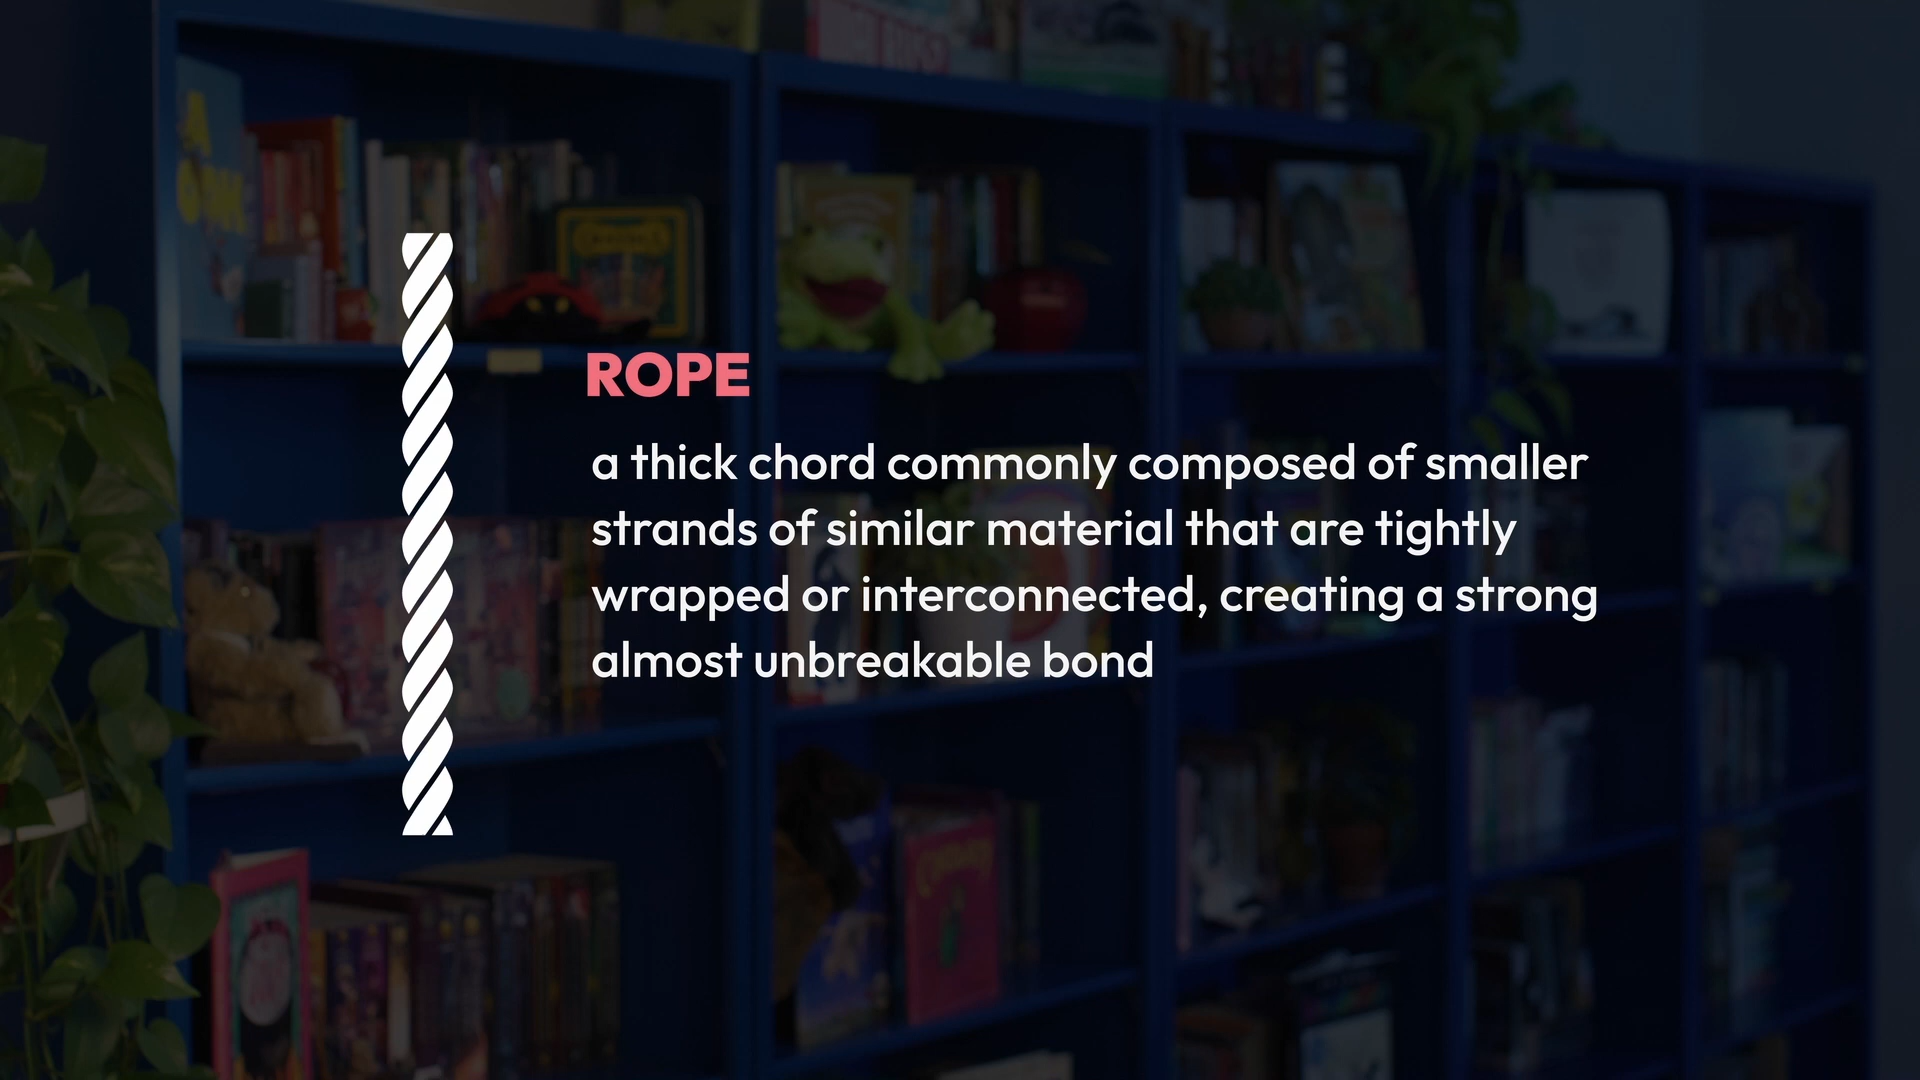 ROPE
a thick chord commonly composed of smaller
strands of similar material that are tightly
wrapped or interconnected, creating a strong
almost unbreakable bond